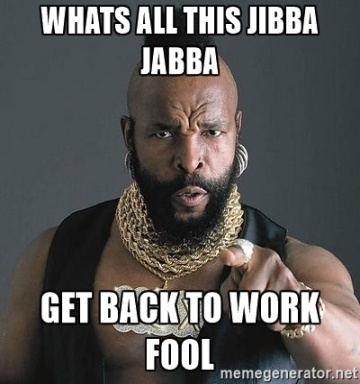 WHATS ALL THIS JIBBA
JABBA
GET BACK TO WORK
FOOL
memegenerator.net